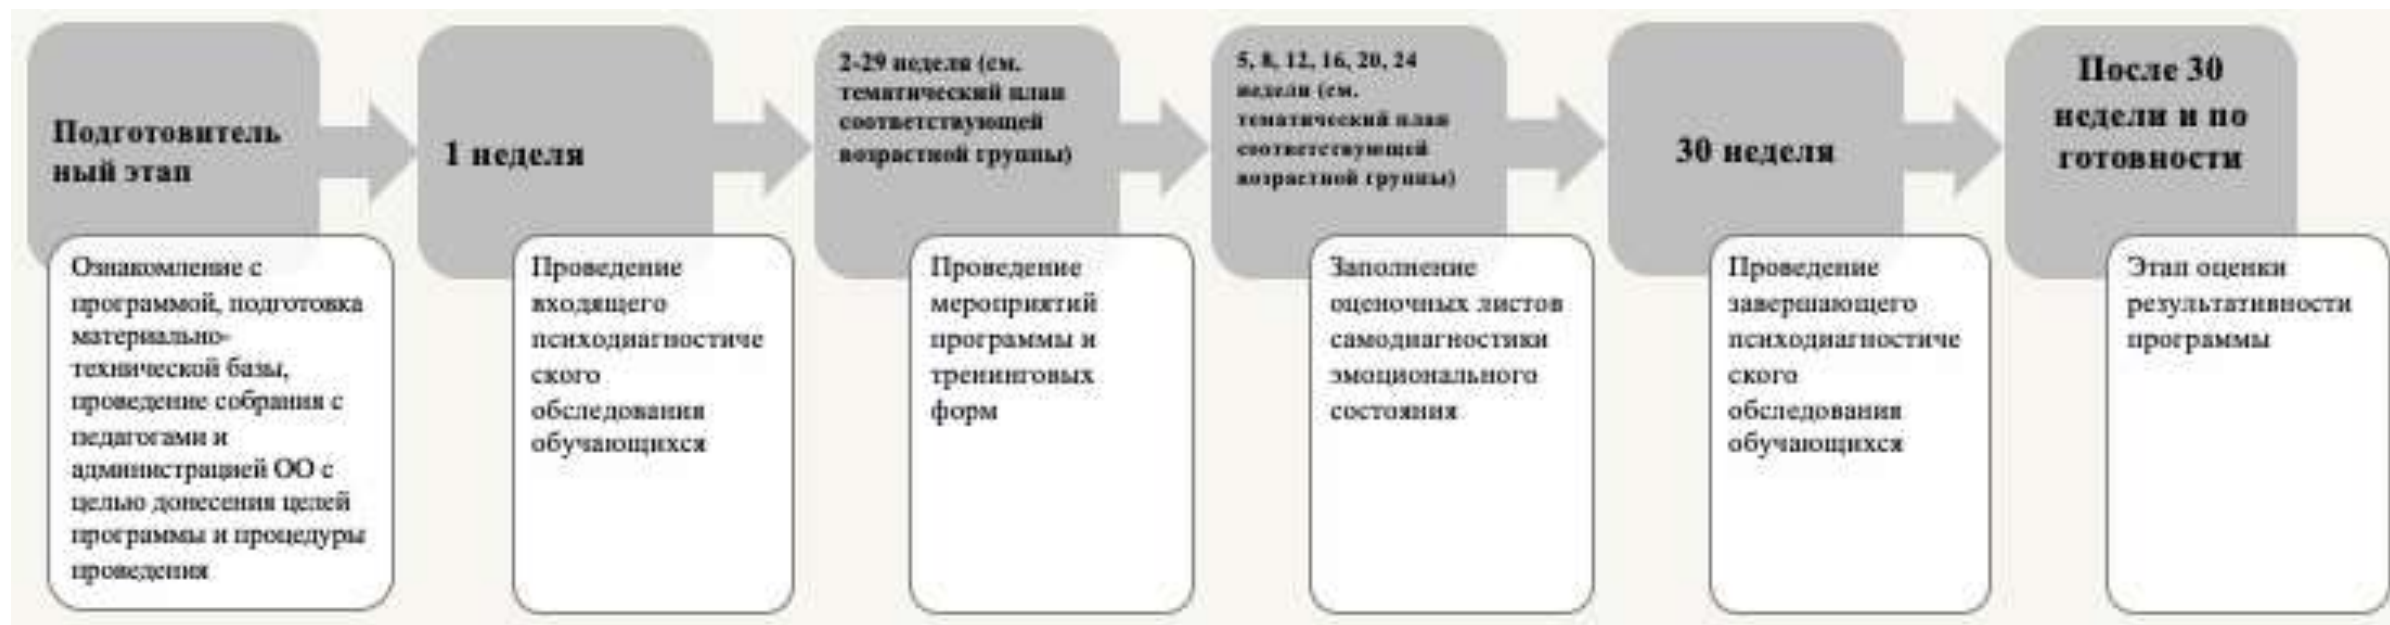 Подготовитель
ный этап
Ознакомление с
программой, подготовка
материально-
технической базы,
проведение собрания с
педагогами и
администрацией ОО с
целью донесения целей
программы и процедуры
проведения
1 неделя
Проведение
входящего
психодиагностиче
ского
обследования
обучающихся
2-29 неделя (см.
тематический план
соответствующей
возрастной группы)
Проведение
мероприятий
программы и
тренинговых
форм
5, 8, 12, 16, 20, 24
недели (см.
тематический план
соответствующей
возрастной группы)
Заполнение
оценочных листов
самодиагностики
эмоционального
состояния
30 неделя
Проведение
завершающего
психодиагностиче
ского
обследования
обучающихся
После 30
недели и по
готовности
Этап оценки
результативности
программы